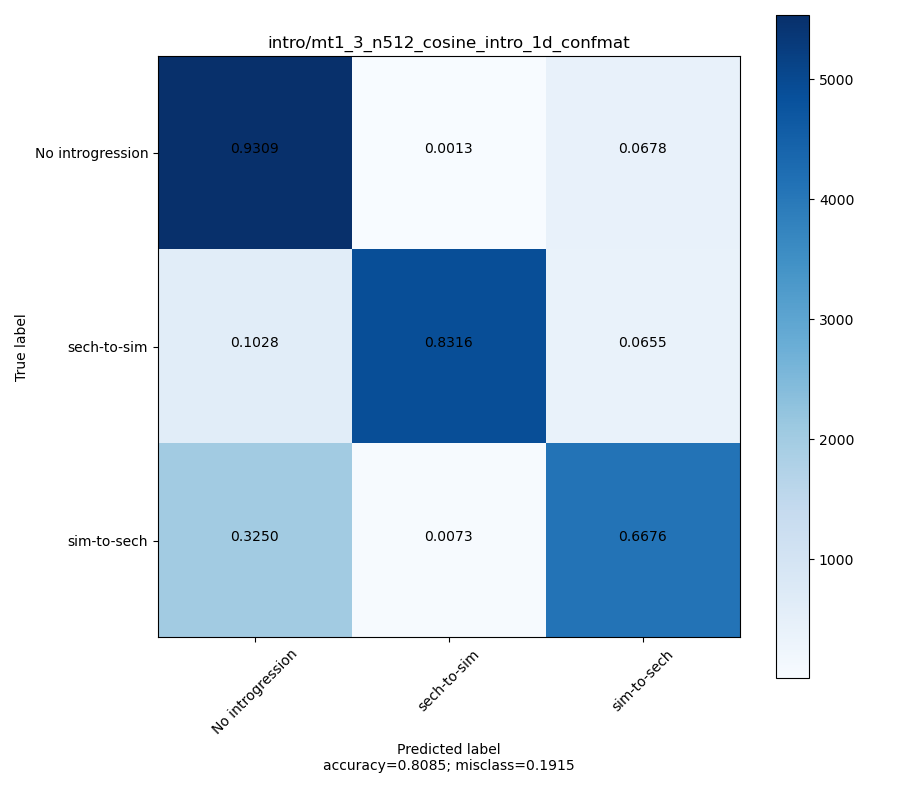 intro/mt1_3_n512_cosine_intro_1d_confmat
True label
No introgression
0.9309
0.0013
0.0678
sech-to-sim
0.1028
0.8316
0.0655
sim-to-sech
0.3250
0.0073
0.6676
No introgression
sech-to-sim
sim-to-sech
Predicted label
accuracy=0.8085; misclass=0.1915
5000
4000
3000
2000
1000